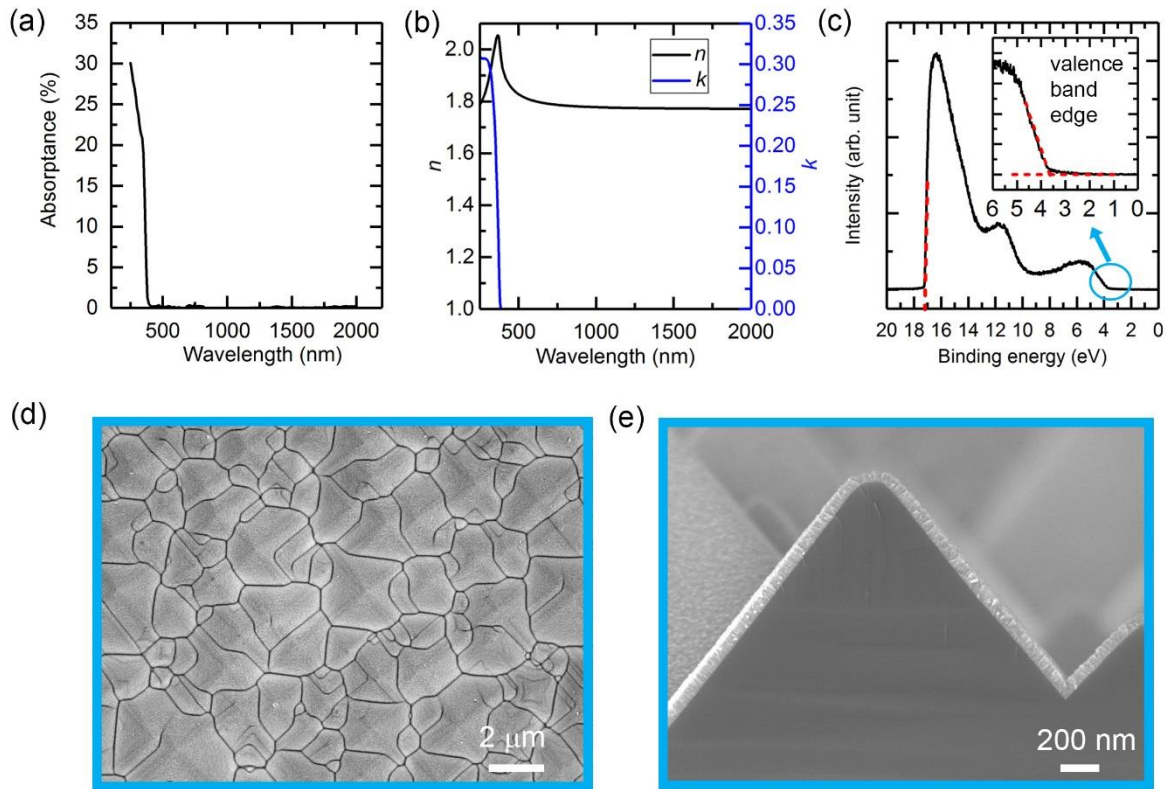 (a)
Absorptance (%)
35
30
25
20
15
10
5
0
500 1000 1500 2000
Wavelength (nm)
(b)
n
2.0
1.8
1.6
1.4
1.2
1.0
n
k
0.35
0.30
0.25
0.20
0.15
0.10
0.05
0.00
k
500 1000 1500 2000
Wavelength (nm)
(c)
Intensity (arb. unit)
valence
band
edge
6 5 4 3 2 1 0
20 18 16 14 12 10 8 6 4 2 0
Binding energy (eV)
(d)
2 μm
(e)
200 nm